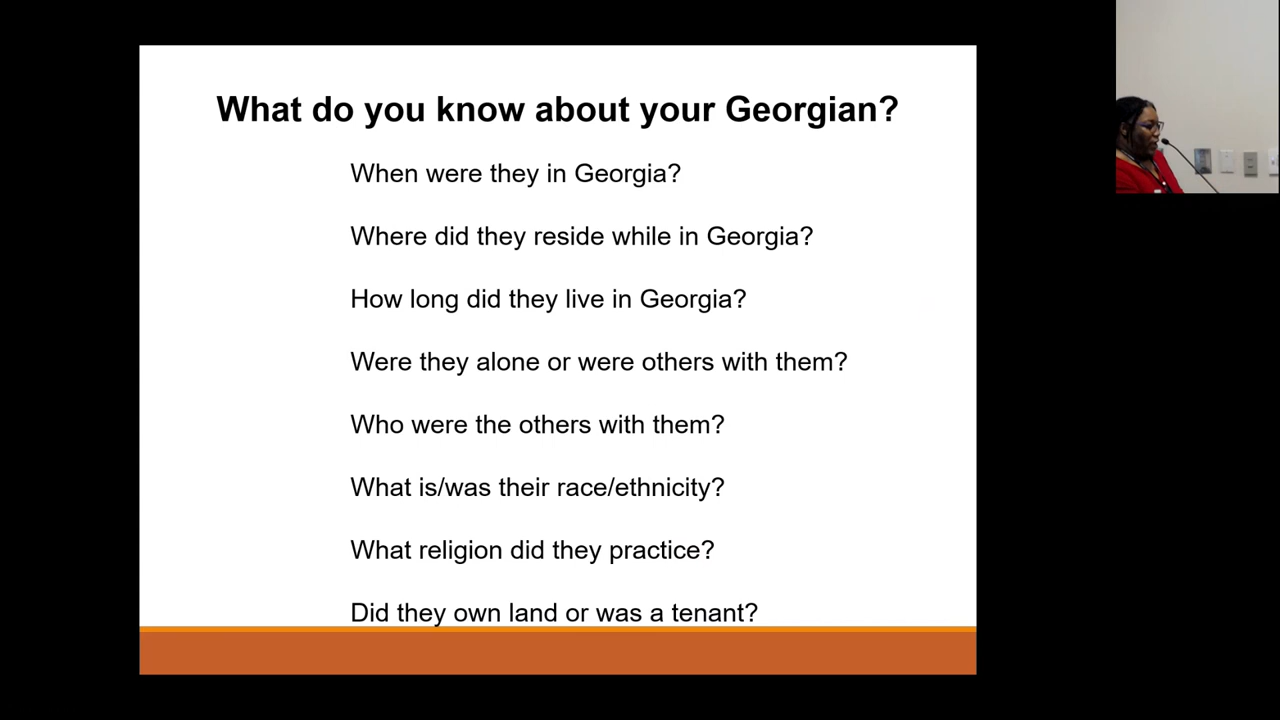 What do you know about your Georgian?
When were they in Georgia?
Where did they reside while in Georgia?
How long did they live in Georgia?
Were they alone or were others with them?
Who were the others with them?
What is/was their race/ethnicity?
What religion did they practice?
Did they own land or was a tenant?